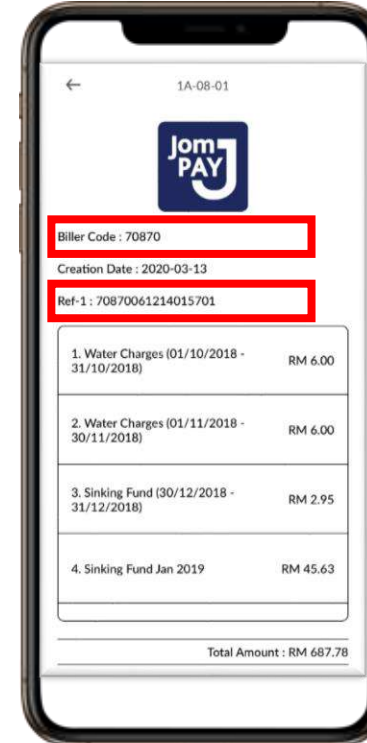 1A-08-01
Jom
PAY
Biller Code : 70870
Creation Date : 2020-03-13
Ref-1 : 70870061214015701
1. Water Charges (01/10/2018 -
31/10/2018)
RM 6.00
2. Water Charges (01/11/2018 -
30/11/2018)
RM 6.00
3. Sinking Fund (30/12/2018 -
31/12/2018)
RM 2.95
4. Sinking Fund Jan 2019
RM 45.63
Total Amount : RM 687.78